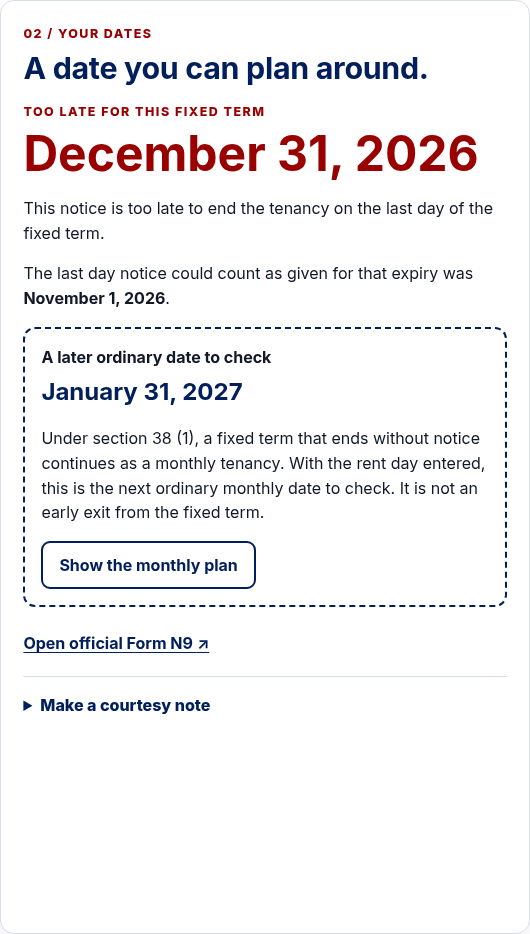 02 / YOUR DATES
A date you can plan around.
TOO LATE FOR THIS FIXED TERM
December 31, 2026
This notice is too late to end the tenancy on the last day of the
fixed term.
The last day notice could count as given for that expiry was
November 1, 2026.
A later ordinary date to check
January 31, 2027
Under section 38 (1), a fixed term that ends without notice
continues as a monthly tenancy. With the rent day entered,
this is the next ordinary monthly date to check. It is not an
early exit from the fixed term.
Show the monthly plan
Open official Form N9 ↗
▶ Make a courtesy note